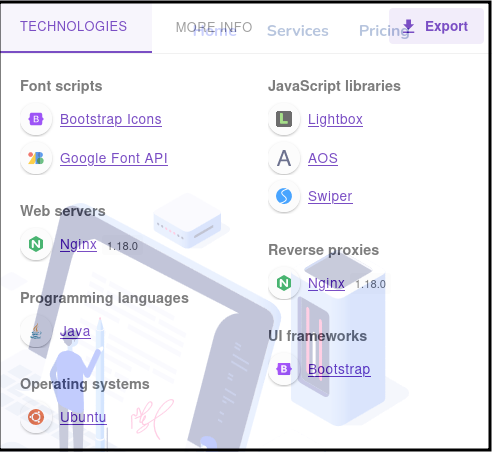 TECHNOLOGIES
MORE INFO
Home
Services
Pricing
Export
Font scripts
Bootstrap Icons
Google Font API
Web servers
Nginx 1.18.0
Programming languages
Java
Operating systems
Ubuntu
JavaScript libraries
Lightbox
AOS
Swiper
Reverse proxies
Nginx 1.18.0
UI frameworks
Bootstrap